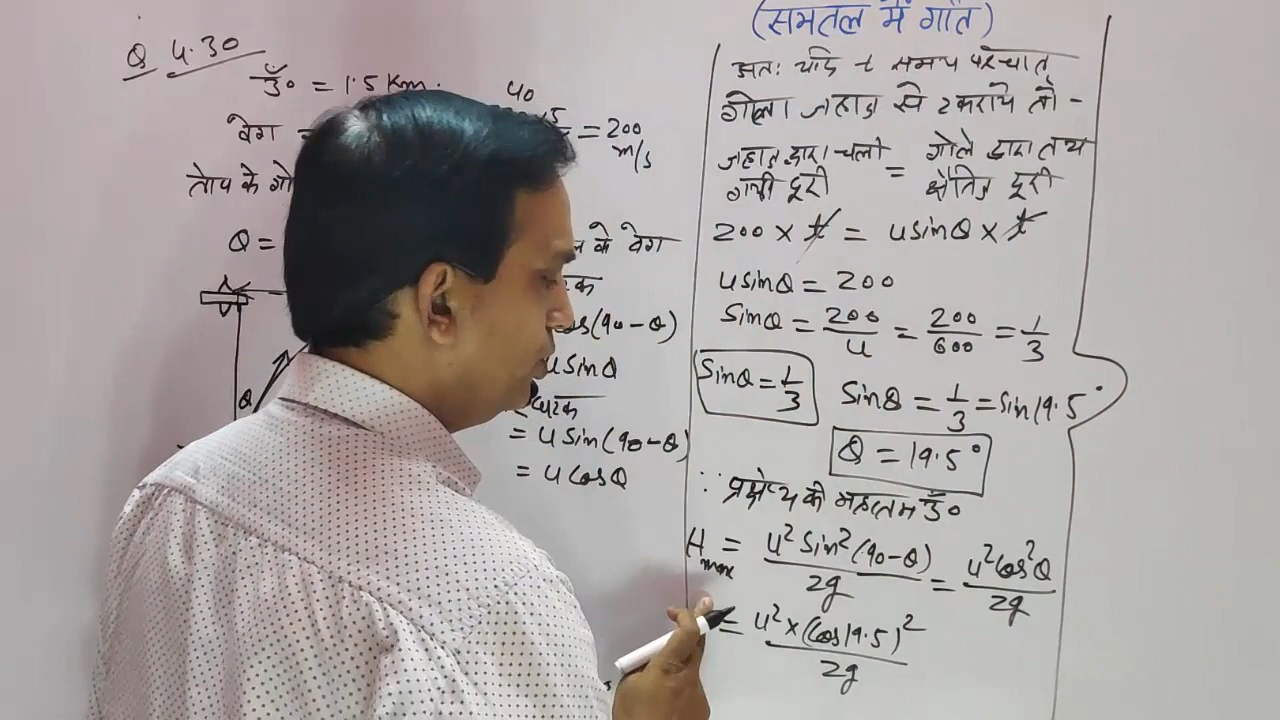 (समतल में गति)
Q 4.30
ऊँ० = 1.5 Km.
40
वेग = 200 m/s
तोप के गो
θ =
के वेग
(90-θ)
u sinθ
= u sin(90-θ)
= u cosθ
θ
अतः यदि t समय पश्चात्
गोला जहाज से टकराये तो -
जहाज द्वारा चली गयी दूरी = गोले द्वारा तय क्षैतिज दूरी
200 × t = u sinθ × t
u sinθ = 200
sinθ = 200/u = 200/600 = 1/3
sinθ = 1/3
sinθ = 1/3 = sin 19.5°
θ = 19.5°
∵ प्रक्षेप्य की महत्तम ऊँ०
H max = u² sin²(90-θ)/2g = u² cos²θ/2g
= u² × (cos 19.5)²/2g